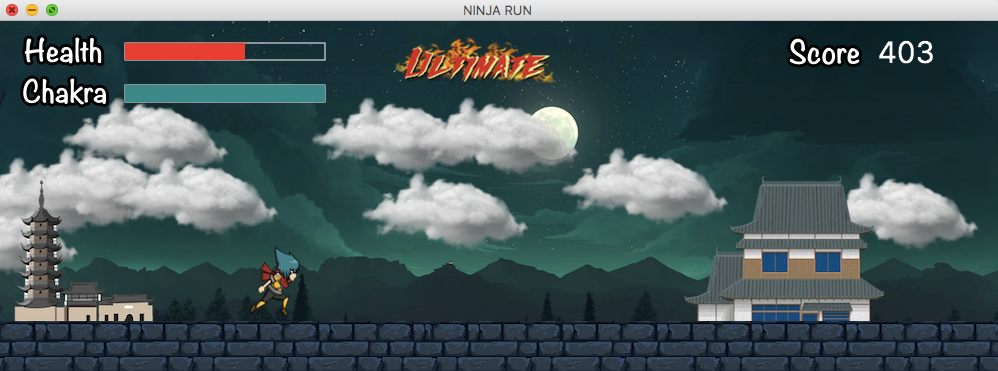 NINJA RUN
Health
ULTIMATE
Score 403
Chakra